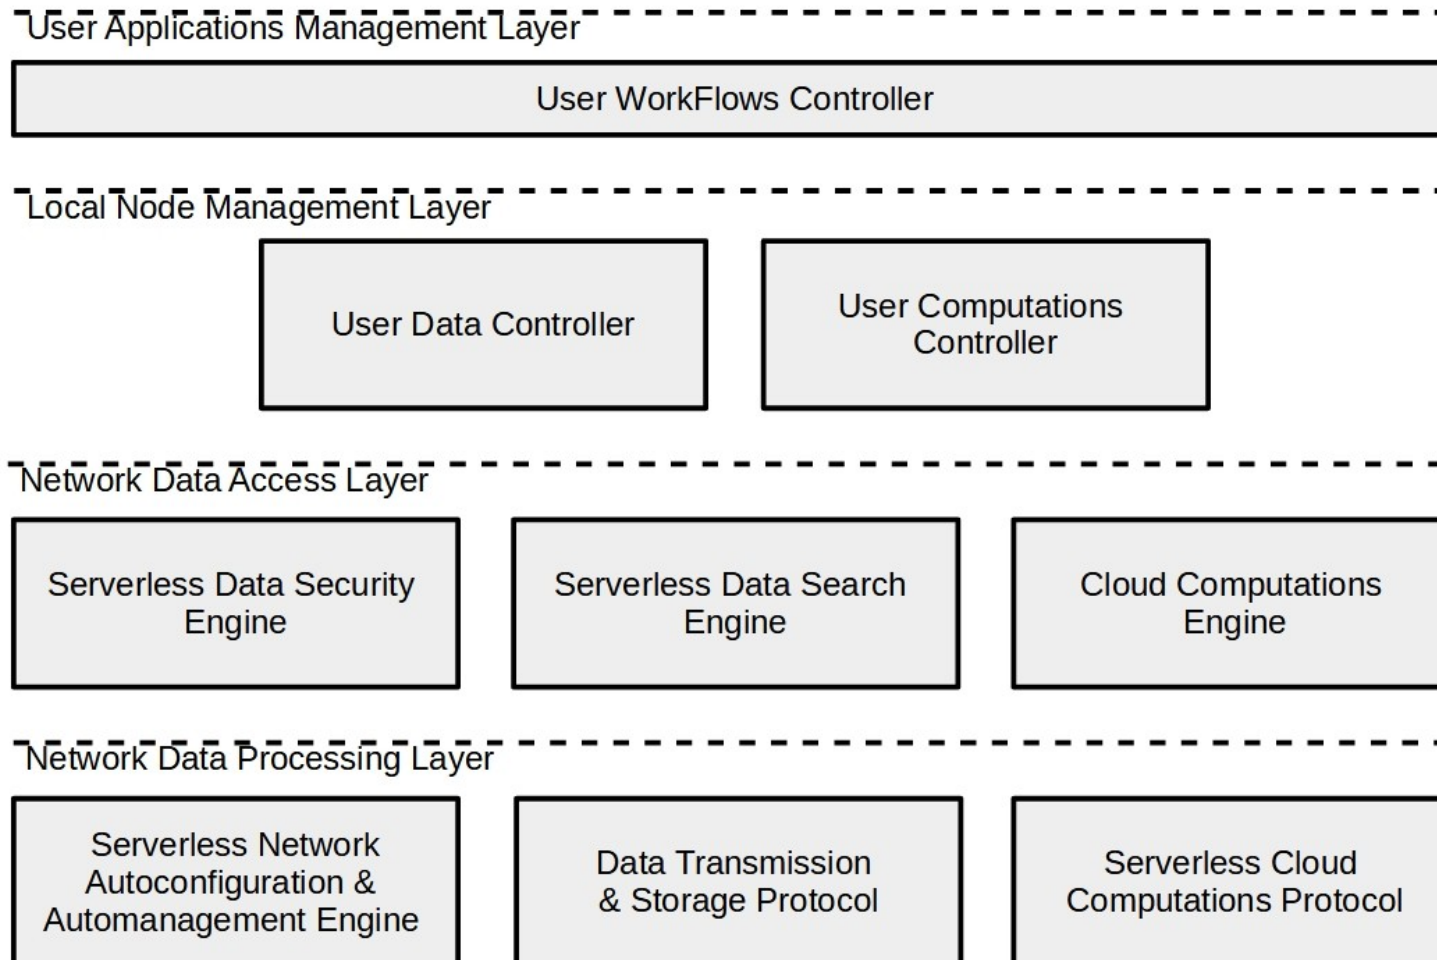 User Applications Management Layer
User WorkFlows Controller
Local Node Management Layer
User Data Controller
User Computations
Controller
Network Data Access Layer
Serverless Data Security
Engine
Serverless Data Search
Engine
Cloud Computations
Engine
Network Data Processing Layer
Serverless Network
Autoconfiguration &
Automanagement Engine
Data Transmission
& Storage Protocol
Serverless Cloud
Computations Protocol